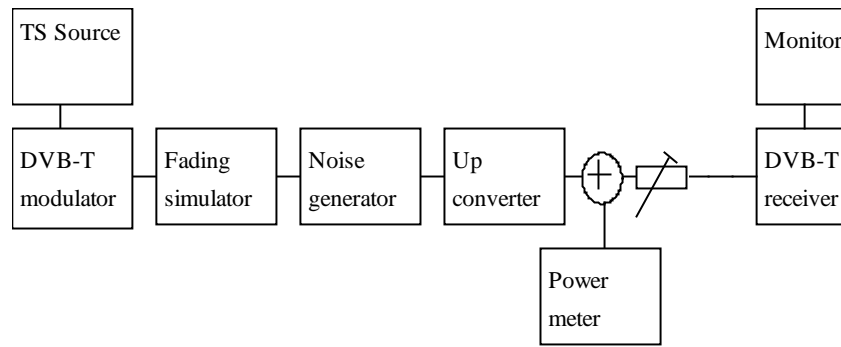 TS Source
Monitor
DVB-T
modulator
Fading
simulator
Noise
generator
Up
converter
DVB-T
receiver
Power
meter